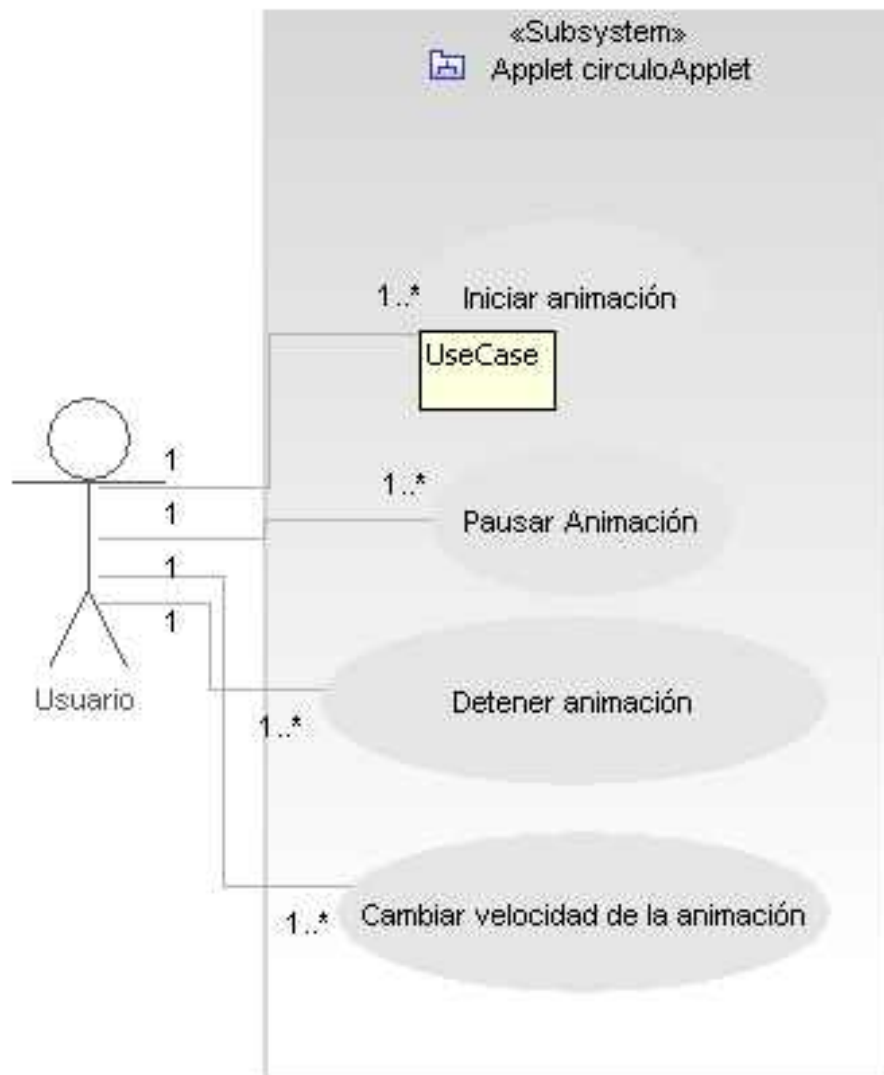 «Subsystem»
Applet circuloApplet
1..*
Iniciar animación
UseCase
1
1..*
1
Pausar Animación
1
1
Usuario
Detener animación
1..*
1..*
Cambiar velocidad de la animación